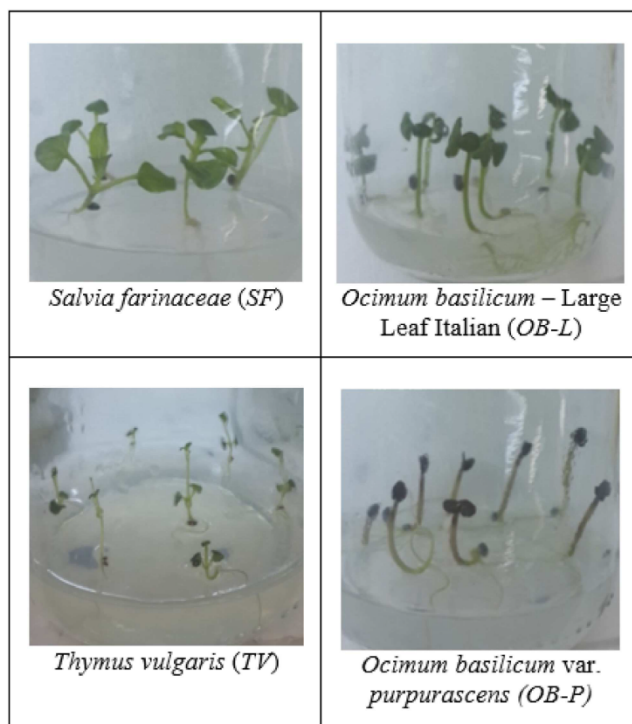 Salvia farinaceae (SF)
Ocimum basilicum – Large
Leaf Italian (OB-L)
Thymus vulgaris (TV)
Ocimum basilicum var.
purpurascens (OB-P)